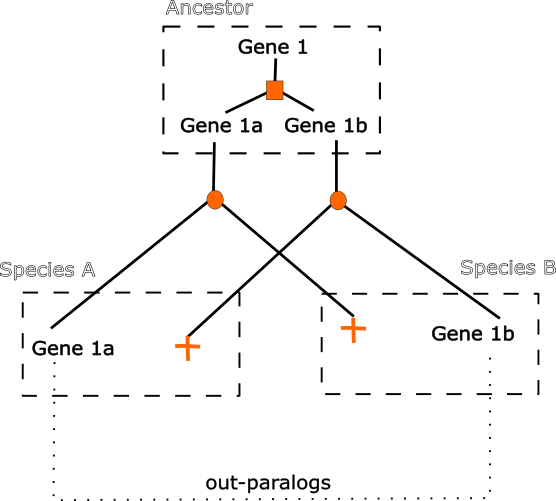 Ancestor
Gene 1
Gene 1a Gene 1b
Species A
Species B
Gene 1a
Gene 1b
out-paralogs